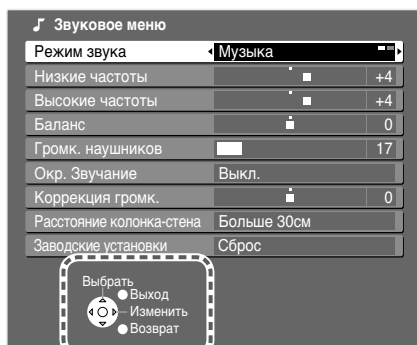 Звуковое меню
Режим звука Музыка
Низкие частоты +4
Высокие частоты +4
Баланс 0
Громк. наушников 17
Окр. Звучание Выкл.
Коррекция громк. 0
Расстояние колонка-стена Больше 30см
Заводские установки Сброс
Выбрать
Выход
Изменить
Возврат